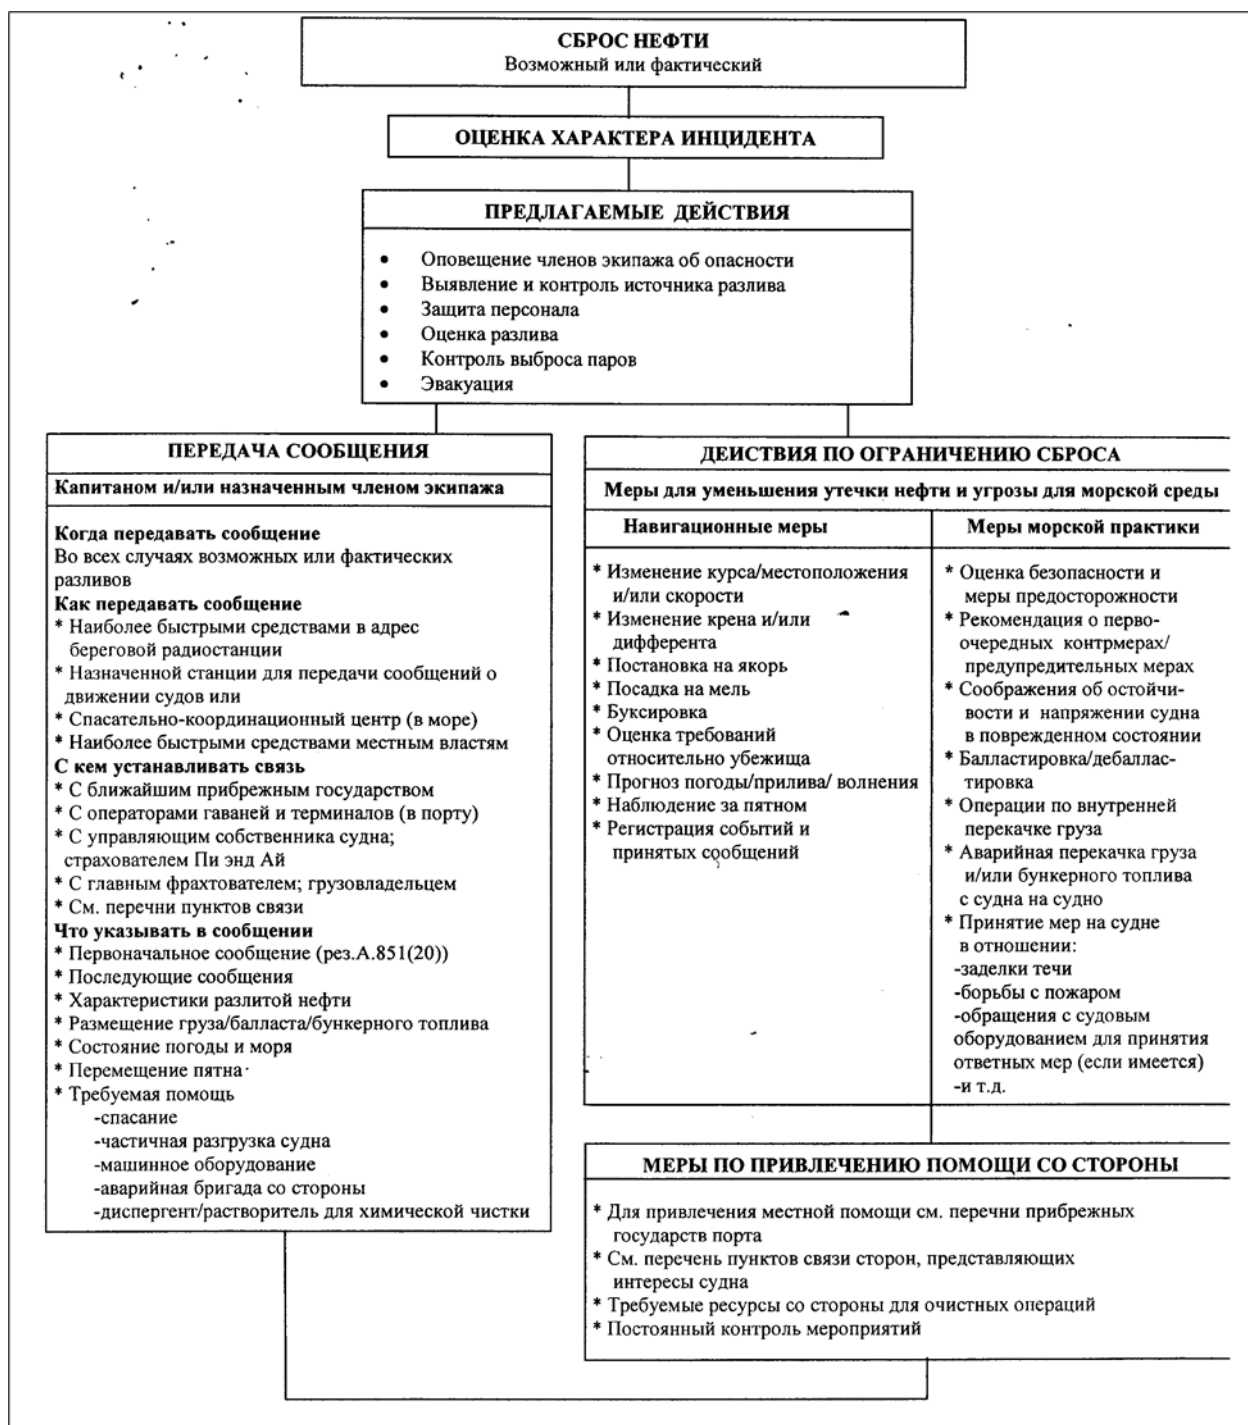 СБРОС НЕФТИ
Возможный или фактический
ОЦЕНКА ХАРАКТЕРА ИНЦИДЕНТА
ПРЕДЛАГАЕМЫЕ ДЕЙСТВИЯ
• Оповещение членов экипажа об опасности
• Выявление и контроль источника разлива
• Защита персонала
• Оценка разлива
• Контроль выброса паров
• Эвакуация
ПЕРЕДАЧА СООБЩЕНИЯ
Капитаном и/или назначенным членом экипажа
Когда передавать сообщение
Во всех случаях возможных или фактических
разливов
Как передавать сообщение
* Наиболее быстрыми средствами в адрес
береговой радиостанции
* Назначенной станции для передачи сообщений о
движении судов или
* Спасательно-координационный центр (в море)
* Наиболее быстрыми средствами местным властям
С кем устанавливать связь
* С ближайшим прибрежным государством
* С операторами гаваней и терминалов (в порту)
* С управляющим собственника судна;
страхователем Пи энд Ай
* С главным фрахтователем; грузовладельцем
* См. перечни пунктов связи
Что указывать в сообщении
* Первоначальное сообщение (рез.А.851(20))
* Последующие сообщения
* Характеристики разлитой нефти
* Размещение груза/балласта/бункерного топлива
* Состояние погоды и моря
* Перемещение пятна
* Требуемая помощь
-спасание
-частичная разгрузка судна
-машинное оборудование
-аварийная бригада со стороны
-диспергент/растворитель для химической чистки
ДЕИСТВИЯ ПО ОГРАНИЧЕНИЮ СБРОСА
Меры для уменьшения утечки нефти и угрозы для морской среды
Навигационные меры
* Изменение курса/местоположения
и/или скорости
* Изменение крена и/или
дифферента
* Постановка на якорь
* Посадка на мель
* Буксировка
* Оценка требований
относительно убежища
* Прогноз погоды/прилива/ волнения
* Наблюдение за пятном
* Регистрация событий и
принятых сообщений
Меры морской практики
* Оценка безопасности и
меры предосторожности
* Рекомендация о перво-
очередных контрмерах/
предупредительных мерах
* Соображения об остойчи-
вости и напряжении судна
в поврежденном состоянии
* Балластировка/дебаллас-
тировка
* Операции по внутренней
перекачке груза
* Аварийная перекачка груза
и/или бункерного топлива
с судна на судно
* Принятие мер на судне
в отношении:
-заделки течи
-борьбы с пожаром
-обращения с судовым
оборудованием для принятия
ответных мер (если имеется)
-и т.д.
МЕРЫ ПО ПРИВЛЕЧЕНИЮ ПОМОЩИ СО СТОРОНЫ
* Для привлечения местной помощи см. перечни прибрежных
государств порта
* См. перечень пунктов связи сторон, представляющих
интересы судна
* Требуемые ресурсы со стороны для очистных операций
* Постоянный контроль мероприятий